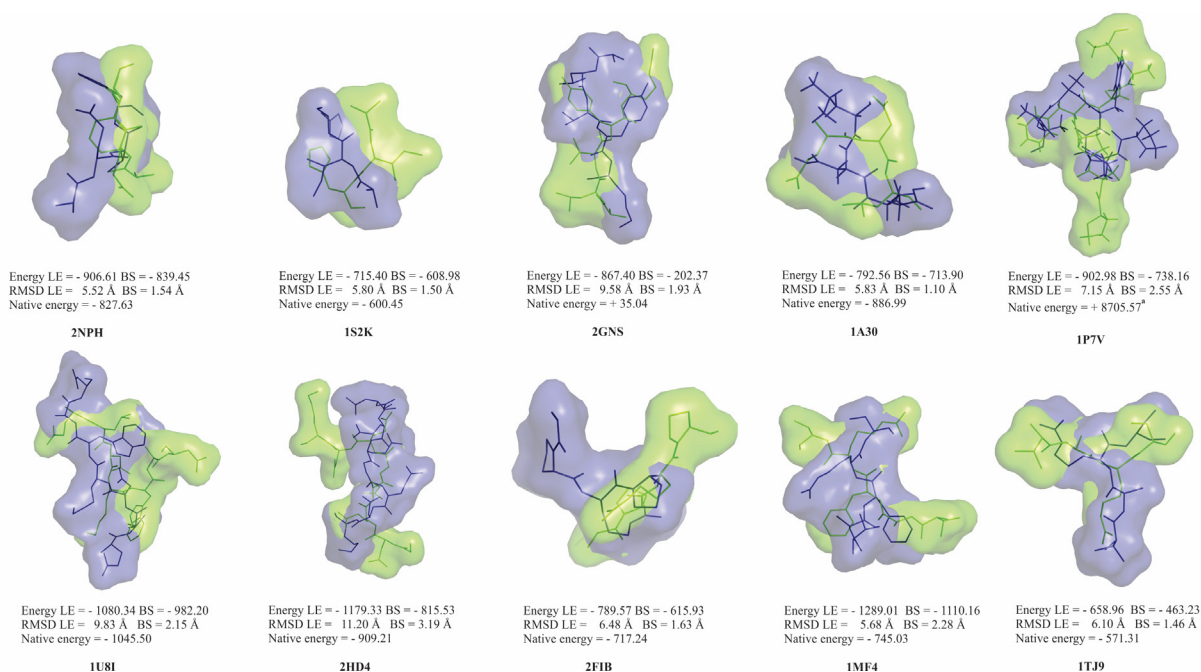 Energy LE = - 906.61 BS = - 839.45
RMSD LE = 5.52 Å BS = 1.54 Å
Native energy = - 827.63
2NPH
Energy LE = - 715.40 BS = - 608.98
RMSD LE = 5.80 Å BS = 1.50 Å
Native energy = - 600.45
1S2K
Energy LE = - 867.40 BS = - 202.37
RMSD LE = 9.58 Å BS = 1.93 Å
Native energy = + 35.04
2GNS
Energy LE = - 792.56 BS = - 713.90
RMSD LE = 5.83 Å BS = 1.10 Å
Native energy = - 886.99
1A30
Energy LE = - 902.98 BS = - 738.16
RMSD LE = 7.15 Å BS = 2.55 Å
Native energy = + 8705.57ᵃ
1P7V
Energy LE = - 1080.34 BS = - 982.20
RMSD LE = 9.83 Å BS = 2.15 Å
Native energy = - 1045.50
1U8I
Energy LE = - 1179.33 BS = - 815.53
RMSD LE = 11.20 Å BS = 3.19 Å
Native energy = - 909.21
2HD4
Energy LE = - 789.57 BS = - 615.93
RMSD LE = 6.48 Å BS = 1.63 Å
Native energy = - 717.24
2FIB
Energy LE = - 1289.01 BS = - 1110.16
RMSD LE = 5.68 Å BS = 2.28 Å
Native energy = - 745.03
1MF4
Energy LE = - 658.96 BS = - 463.23
RMSD LE = 6.10 Å BS = 1.46 Å
Native energy = - 571.31
1TJ9